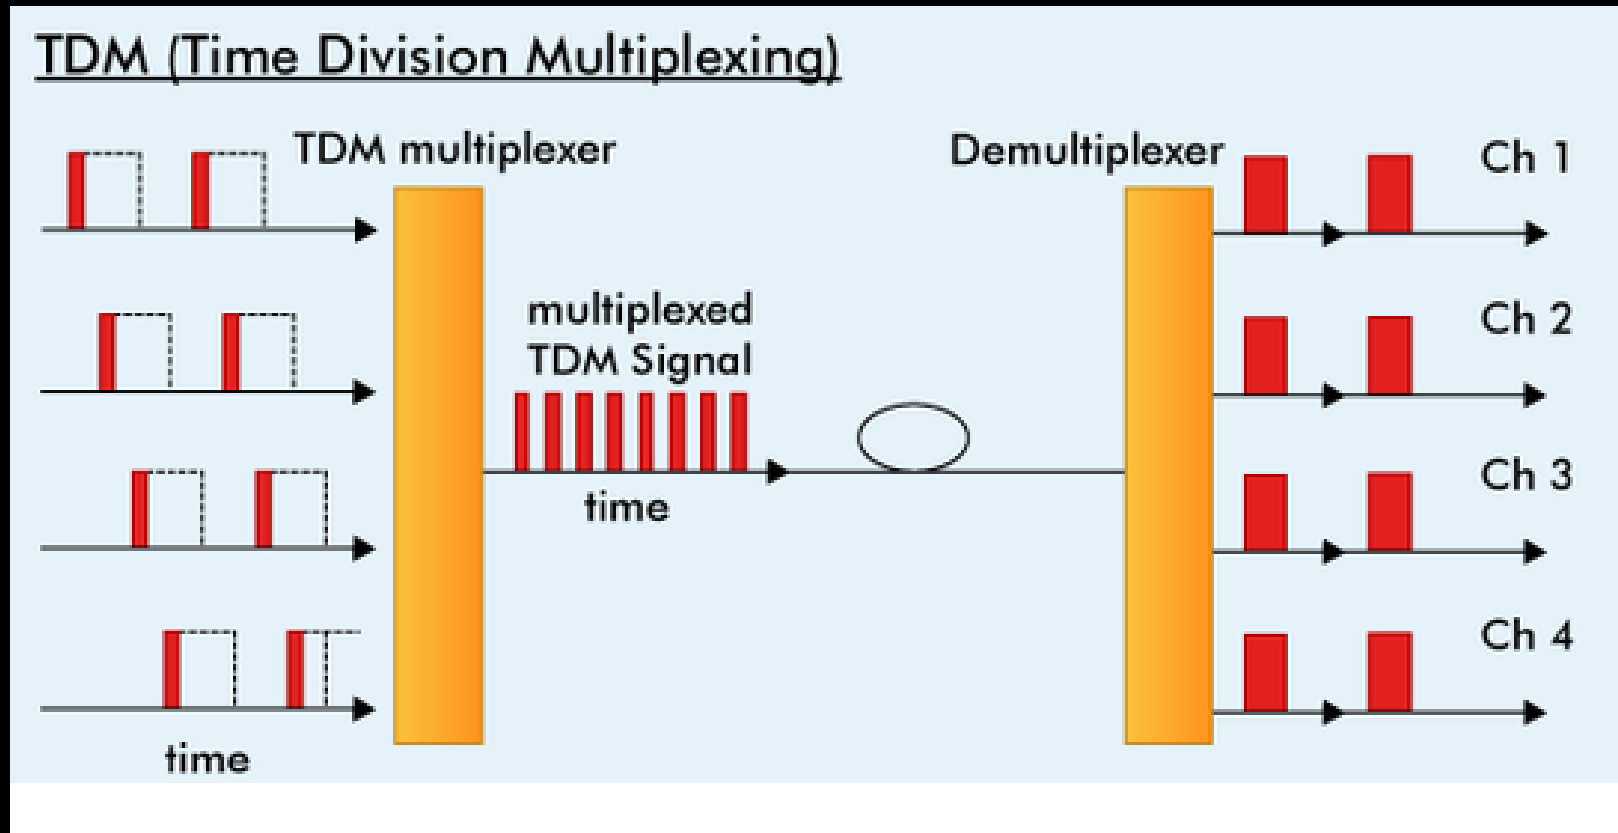 TDM (Time Division Multiplexing)
TDM multiplexer
Demultiplexer
Ch 1
multiplexed
TDM Signal
Ch 2
time
Ch 3
Ch 4
time